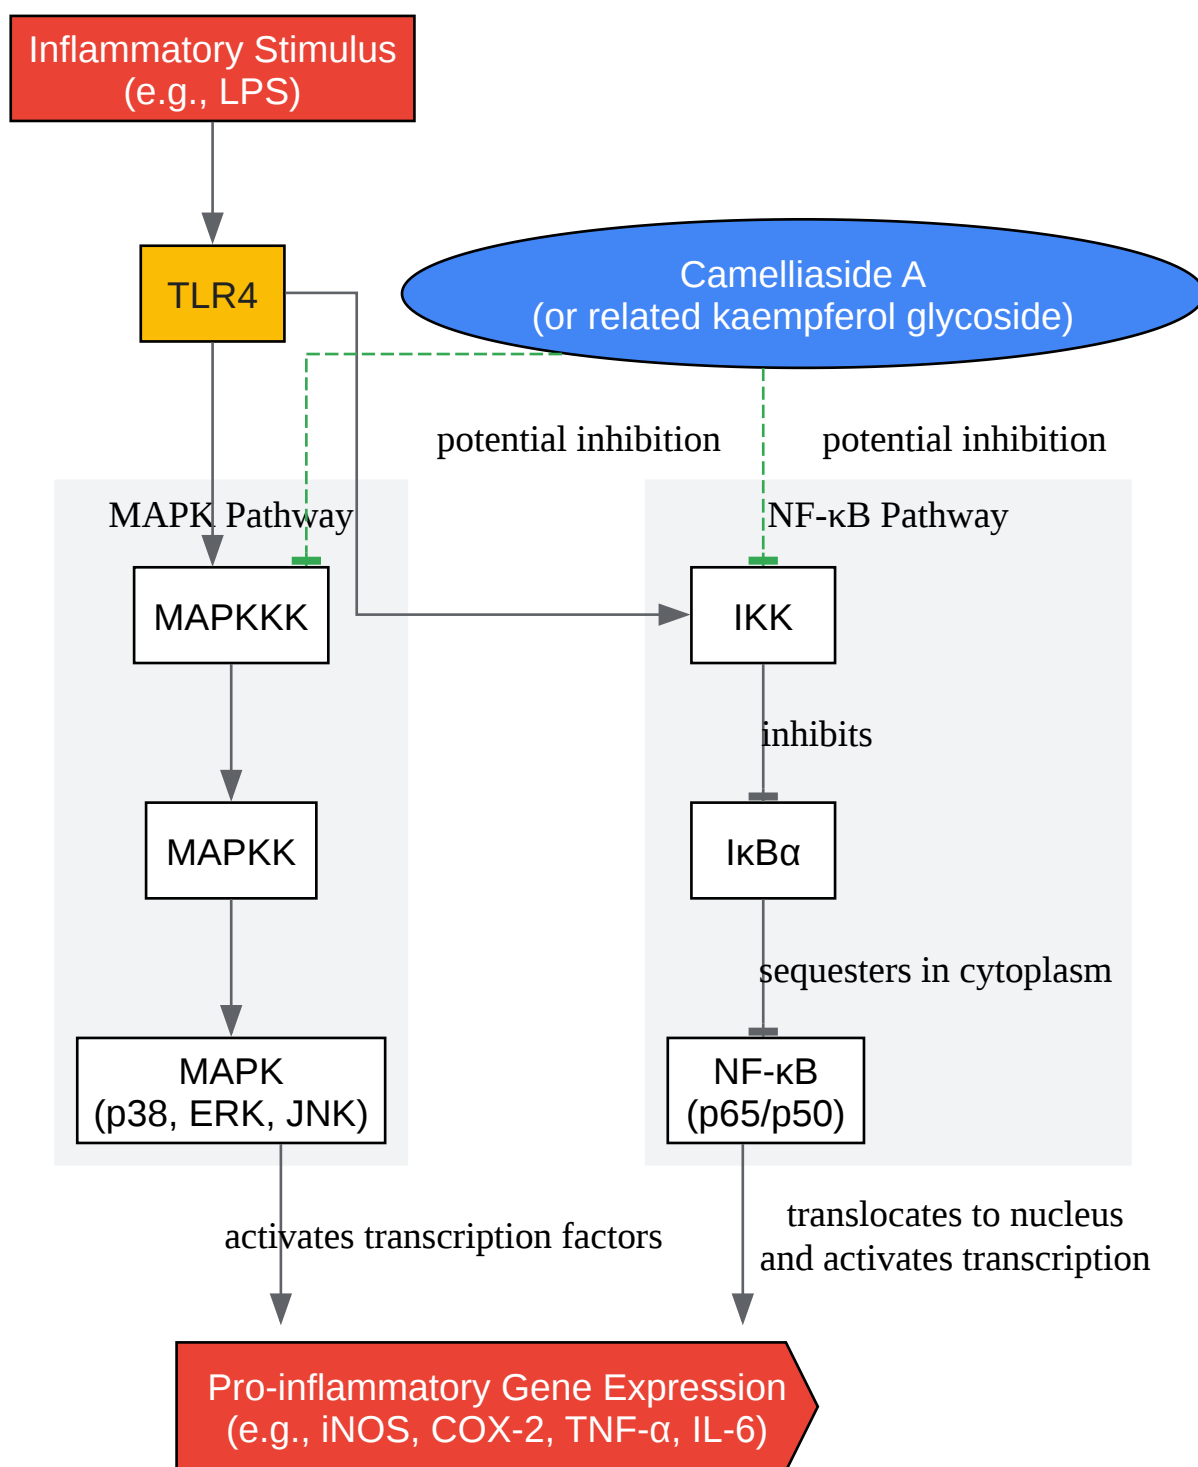 Inflammatory Stimulus
(e.g., LPS)
TLR4
Camelliaside A
(or related kaempferol glycoside)
potential inhibition
potential inhibition
MAPK Pathway
NF-κB Pathway
MAPKKK
IKK
inhibits
MAPKK
IκBα
sequesters in cytoplasm
MAPK
(p38, ERK, JNK)
NF-κB
(p65/p50)
activates transcription factors
translocates to nucleus
and activates transcription
Pro-inflammatory Gene Expression
(e.g., iNOS, COX-2, TNF-α, IL-6)